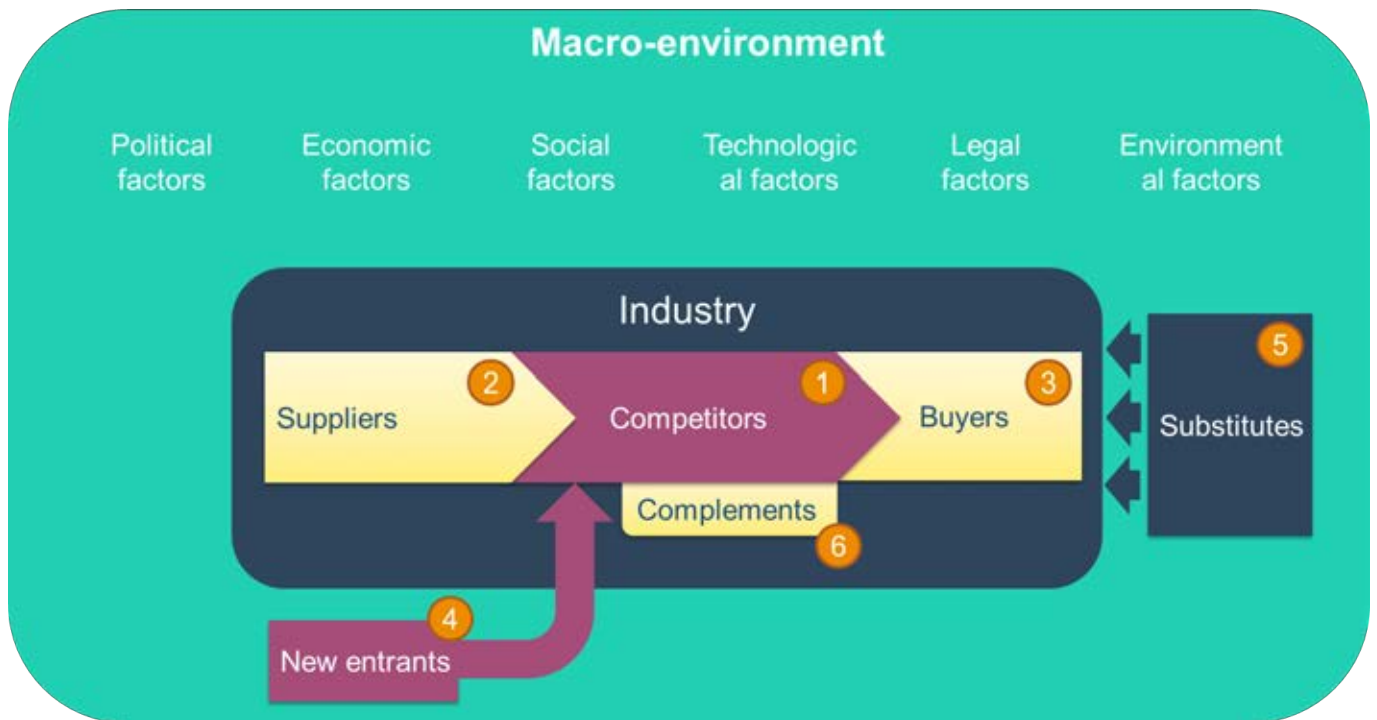 Macro-environment
Political
factors
Economic
factors
Social
factors
Technologic
al factors
Legal
factors
Environment
al factors
Industry
2
Suppliers
1
Competitors
3
Buyers
5
Substitutes
Complements
6
4
New entrants